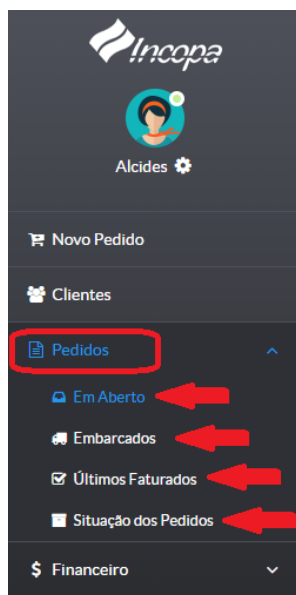 Incopa
Alcides
Novo Pedido
Clientes
Pedidos
Em Aberto
Embarcados
Últimos Faturados
Situação dos Pedidos
Financeiro